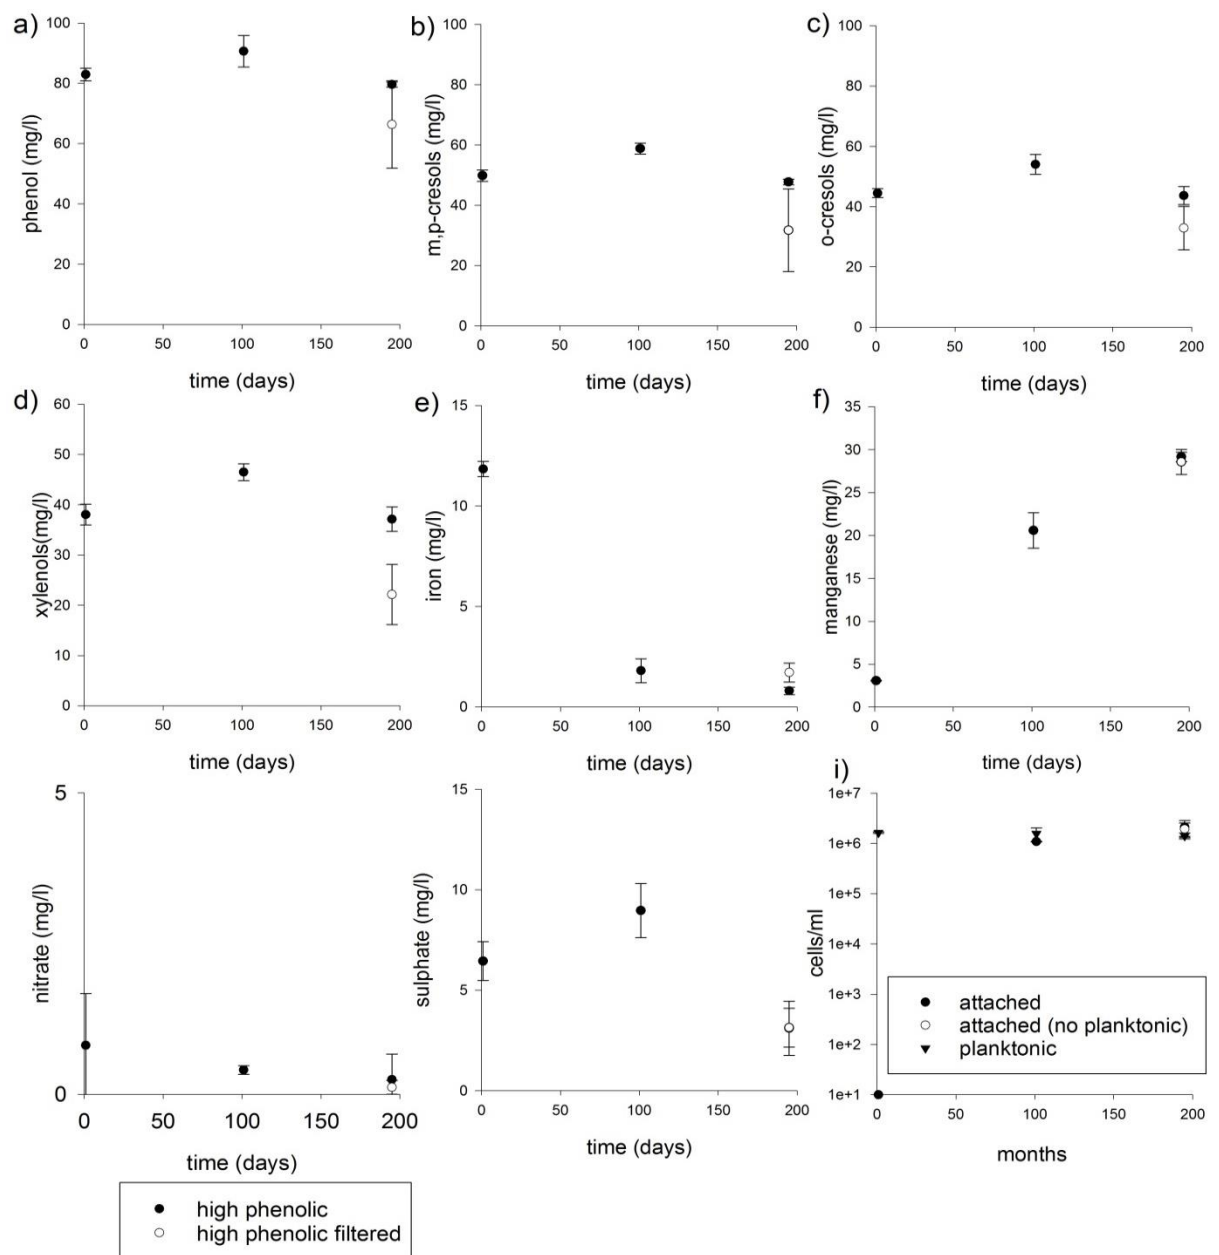 a)
phenol (mg/l)
100
80
60
40
20
0
0 50 100 150 200
time (days)
b)
m,p-cresols (mg/l)
100
80
60
40
20
0
0 50 100 150 200
time (days)
c)
o-cresols (mg/l)
100
80
60
40
20
0
0 50 100 150 200
time (days)
d)
xylenols(mg/l)
60
50
40
30
20
10
0
0 50 100 150 200
time (days)
e)
iron (mg/l)
15
10
5
0
0 50 100 150 200
time (days)
f)
manganese (mg/l)
35
30
25
20
15
10
5
0
0 50 100 150 200
time (days)
nitrate (mg/l)
5
0
0 50 100 150 200
time (days)
high phenolic
high phenolic filtered
sulphate (mg/l)
15
10
5
0
0 50 100 150 200
time (days)
i)
cells/ml
1e+7
1e+6
1e+5
1e+4
1e+3
1e+2
1e+1
attached
attached (no planktonic)
planktonic
0 50 100 150 200
months